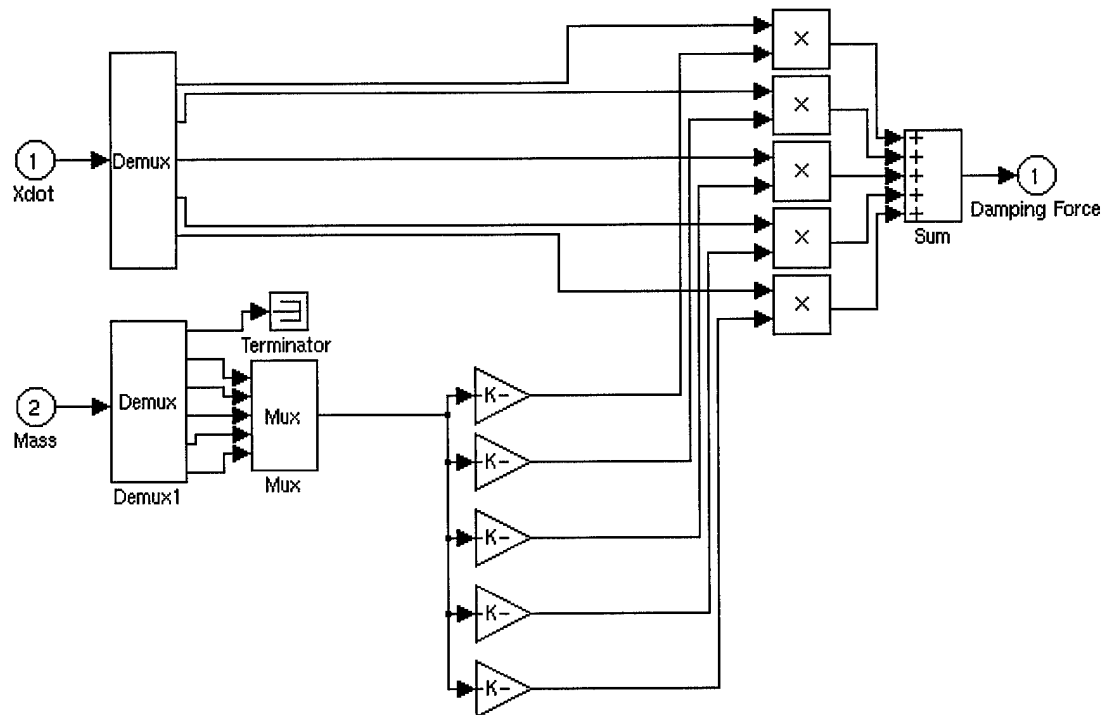 ×
×
1
Demux
×
+
+
+
+
+
1
Xdot
Damping Force
×
Sum
×
Terminator
2
Demux
Mux
-K-
Mass
Demux1
Mux
-K-
-K-
-K-
-K-